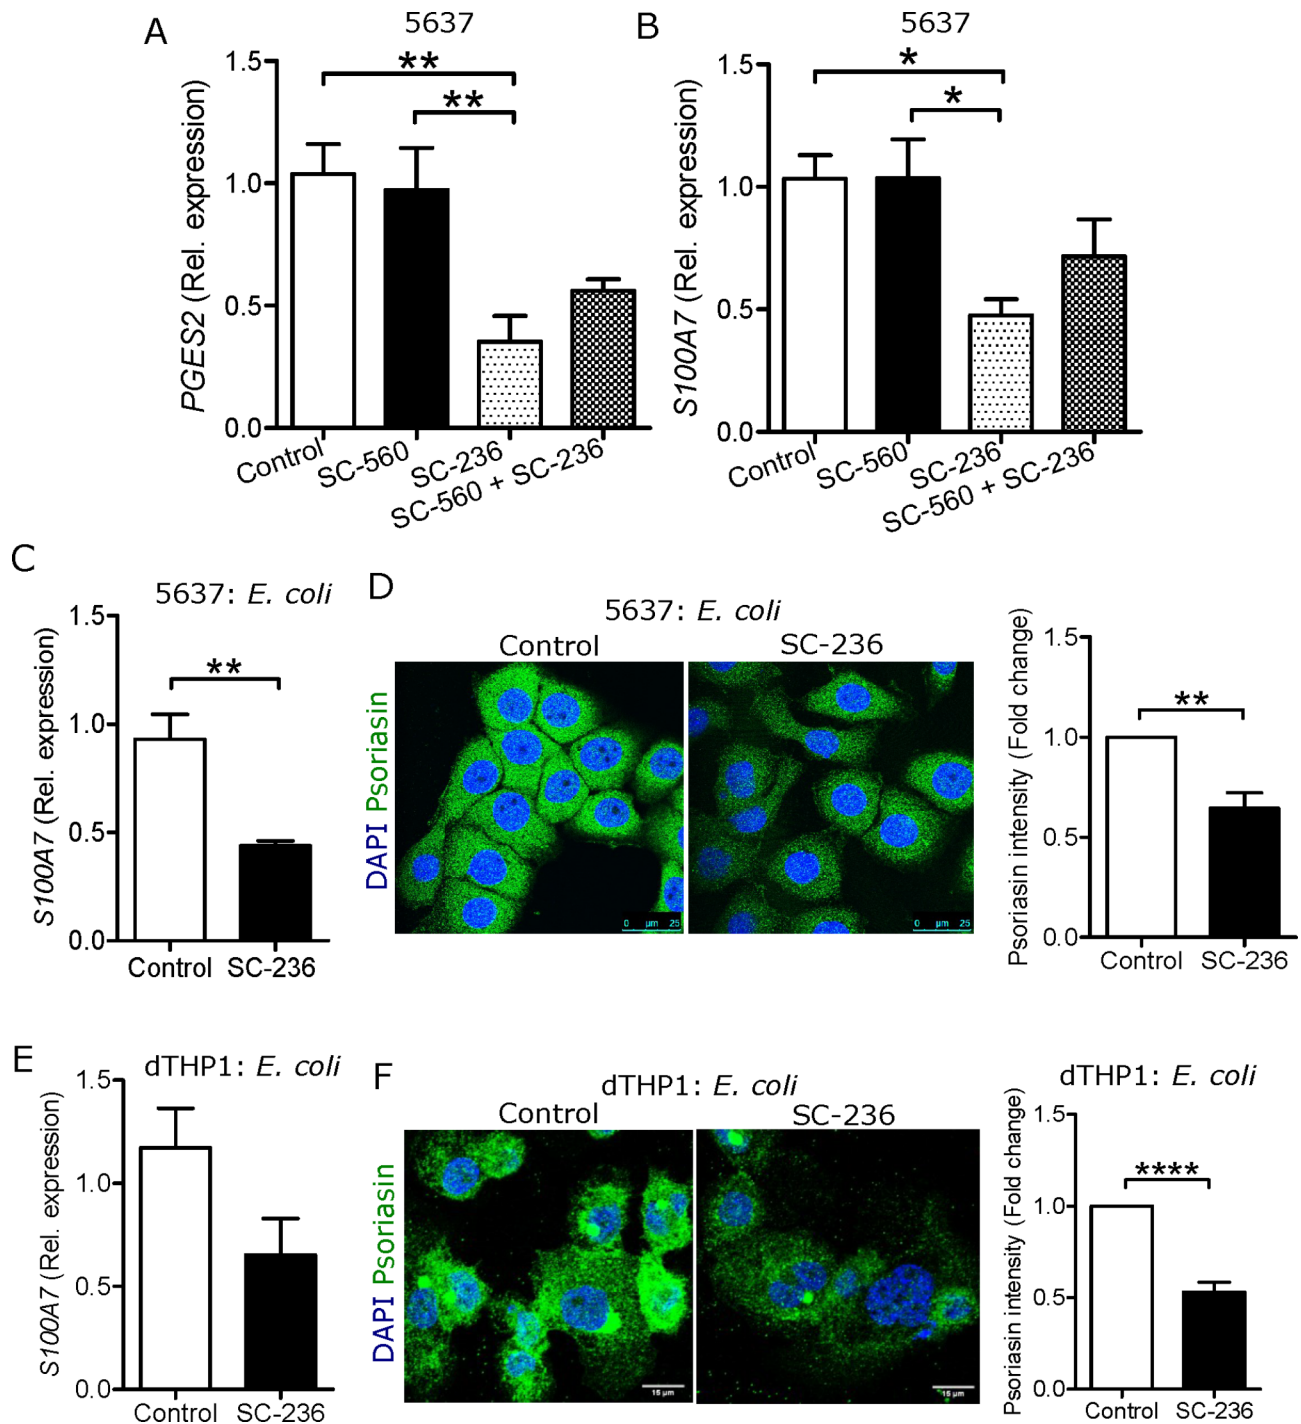 A
5637
PGES2 (Rel. expression)
1.5
1.0
0.5
0.0
**
**
Control
SC-560
SC-236
SC-560 + SC-236
B
5637
S100A7 (Rel. expression)
1.5
1.0
0.5
0.0
*
*
Control
SC-560
SC-236
SC-560 + SC-236
C
5637: E. coli
S100A7 (Rel. expression)
1.5
1.0
0.5
0.0
**
Control SC-236
D
5637: E. coli
Control SC-236
DAPI Psoriasin
0 µm 25
0 µm 25
Psoriasin intensity (Fold change)
1.5
1.0
0.5
0.0
**
Control SC-236
E
dTHP1: E. coli
S100A7 (Rel. expression)
1.5
1.0
0.5
0.0
Control SC-236
F
dTHP1: E. coli
Control SC-236
DAPI Psoriasin
15 µm
15 µm
dTHP1: E. coli
Psoriasin intensity (Fold change)
1.5
1.0
0.5
0.0
****
Control SC-236